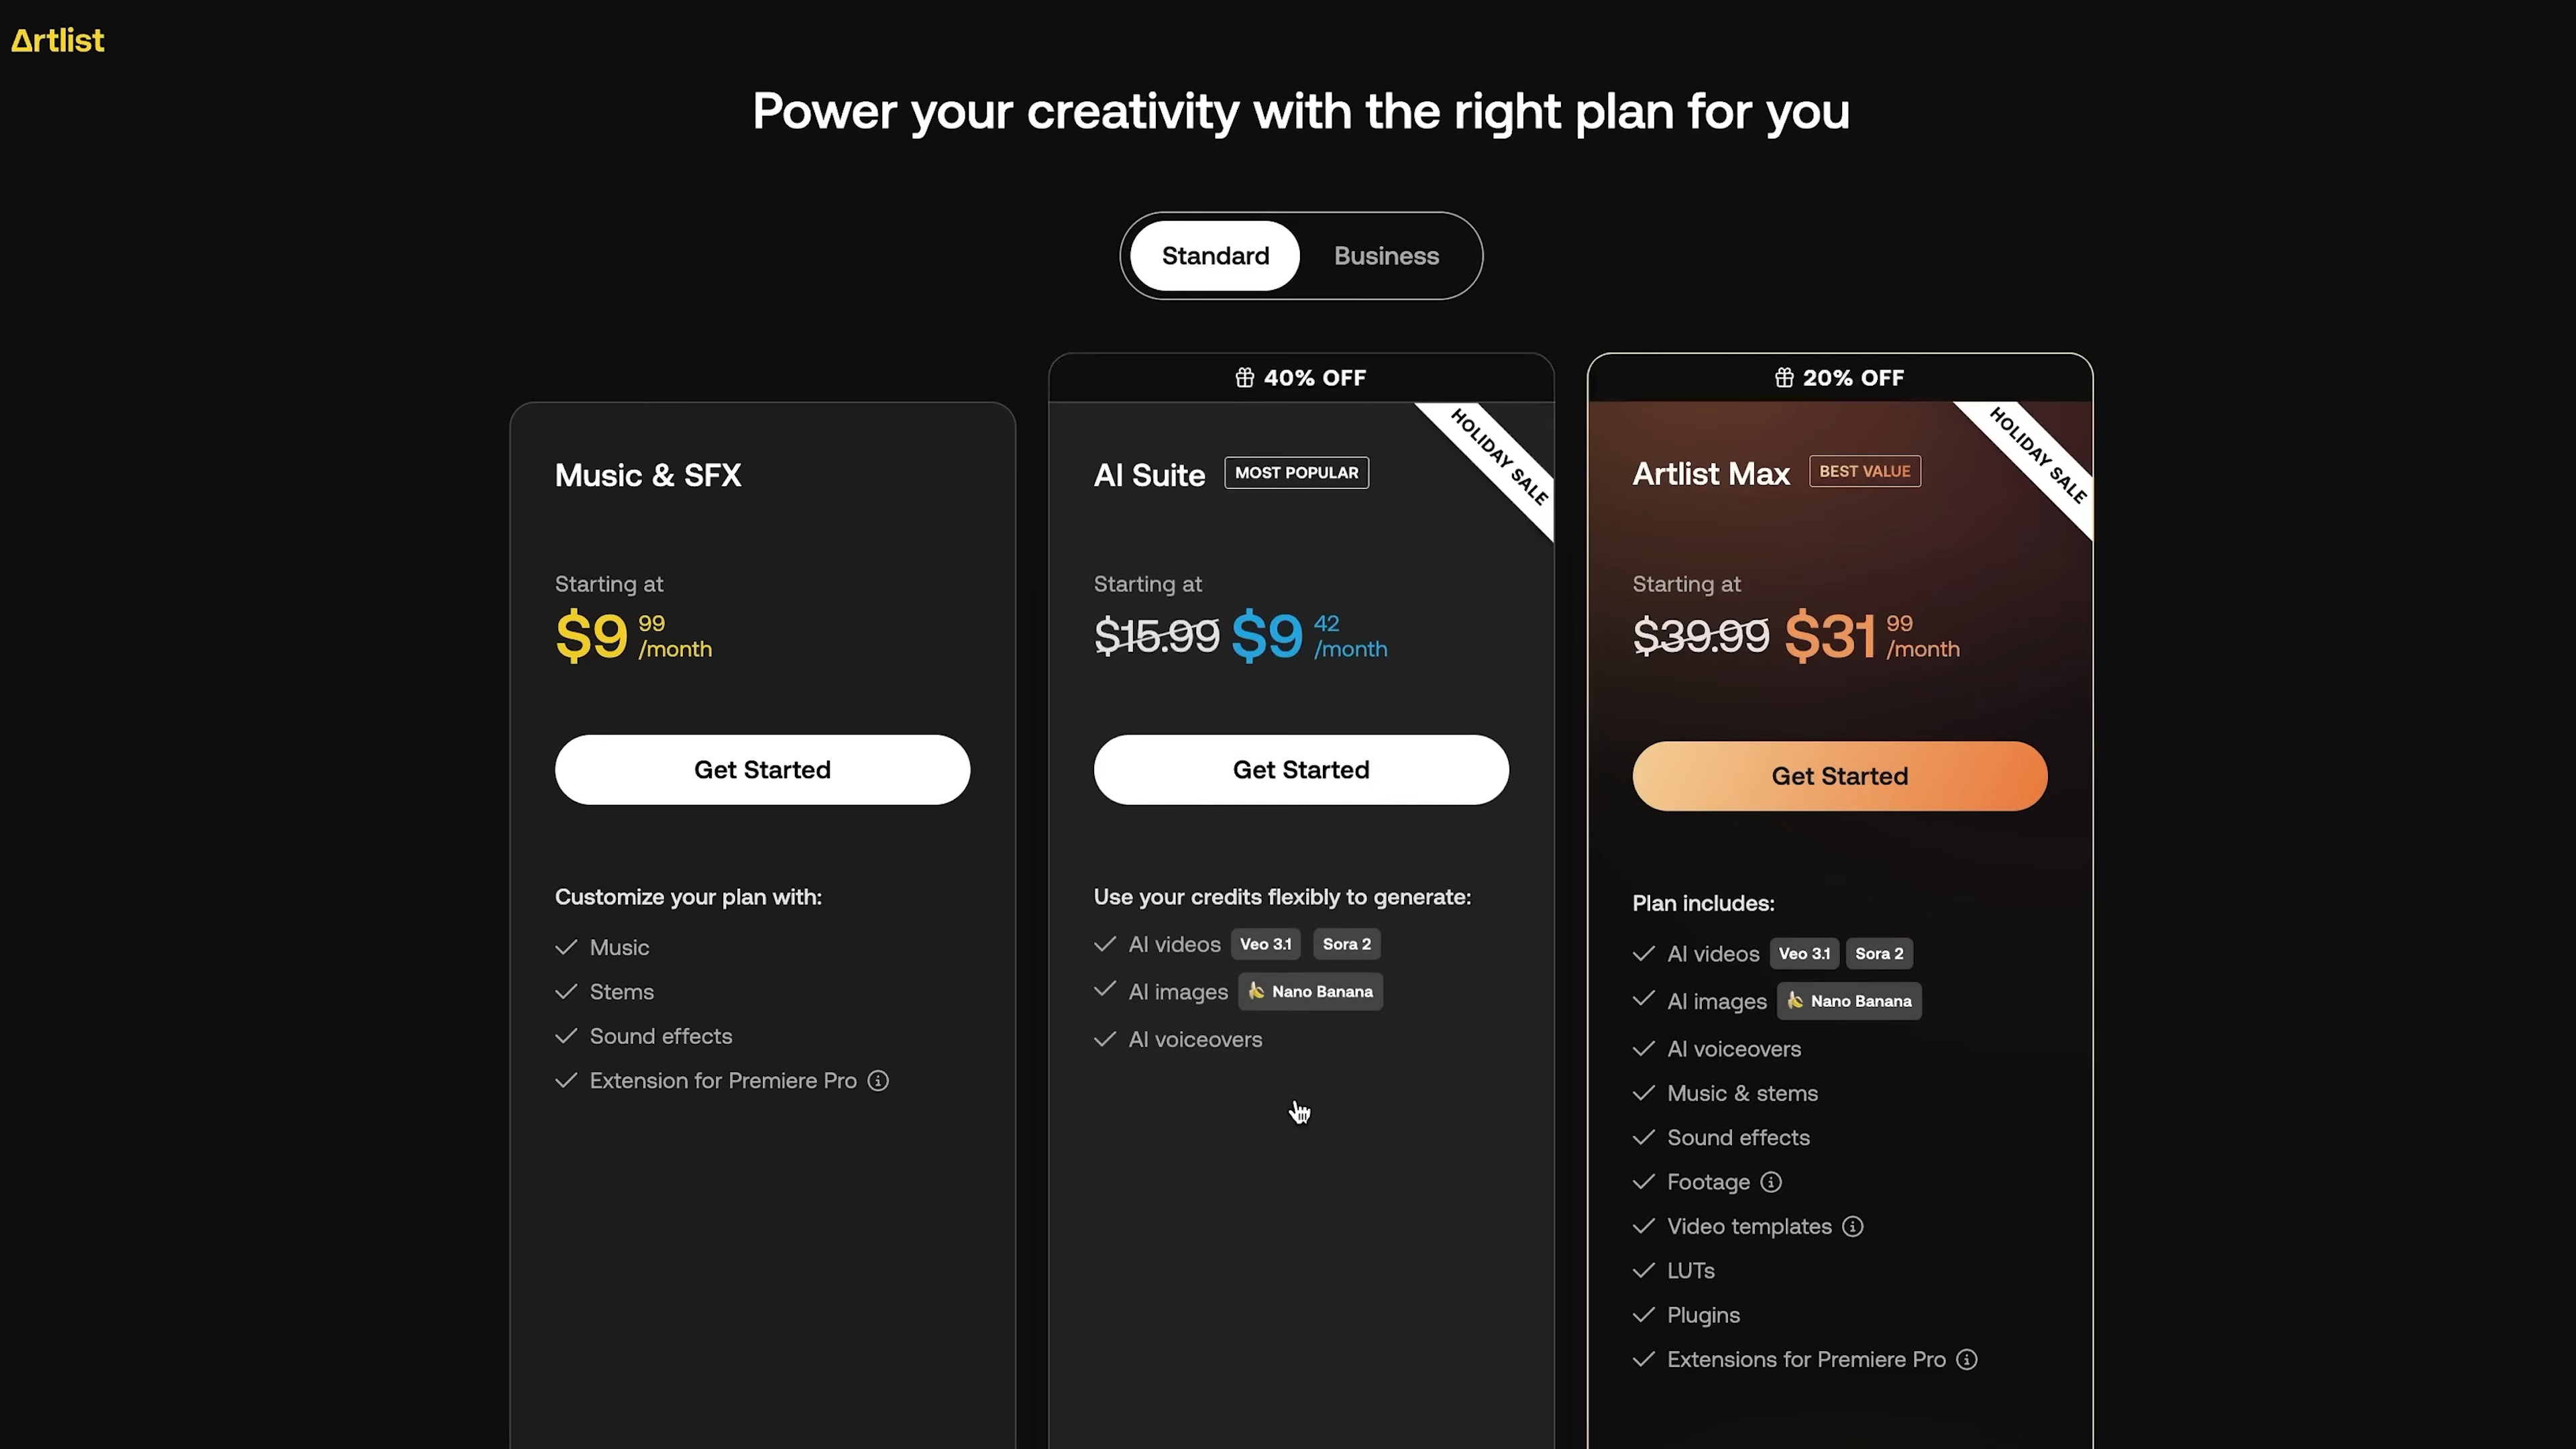 Artlist
Power your creativity with the right plan for you
Standard
Business
Music & SFX
Starting at
$9 99
/month
Get Started
Customize your plan with:
Music
Stems
Sound effects
Extension for Premiere Pro
40% OFF
HOLIDAY SALE
AI Suite MOST POPULAR
Starting at
$15.99 $9 42
/month
Get Started
Use your credits flexibly to generate:
AI videos Veo 3.1 Sora 2
AI images Nano Banana
AI voiceovers
20% OFF
HOLIDAY SALE
Artlist Max BEST VALUE
Starting at
$39.99 $31 99
/month
Get Started
Plan includes:
AI videos Veo 3.1 Sora 2
AI images Nano Banana
AI voiceovers
Music & stems
Sound effects
Footage
Video templates
LUTs
Plugins
Extensions for Premiere Pro